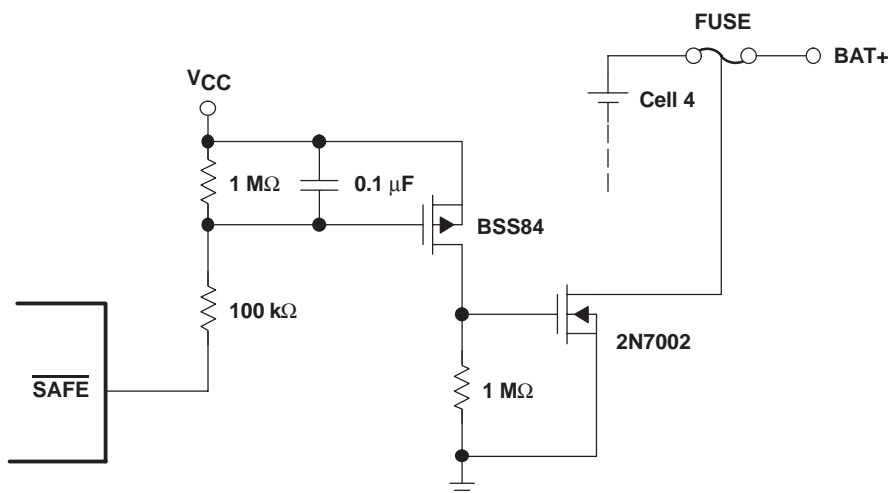 FUSE
BAT+
Cell 4
VCC
1 MΩ
0.1 μF
BSS84
100 kΩ
2N7002
SAFE
1 MΩ